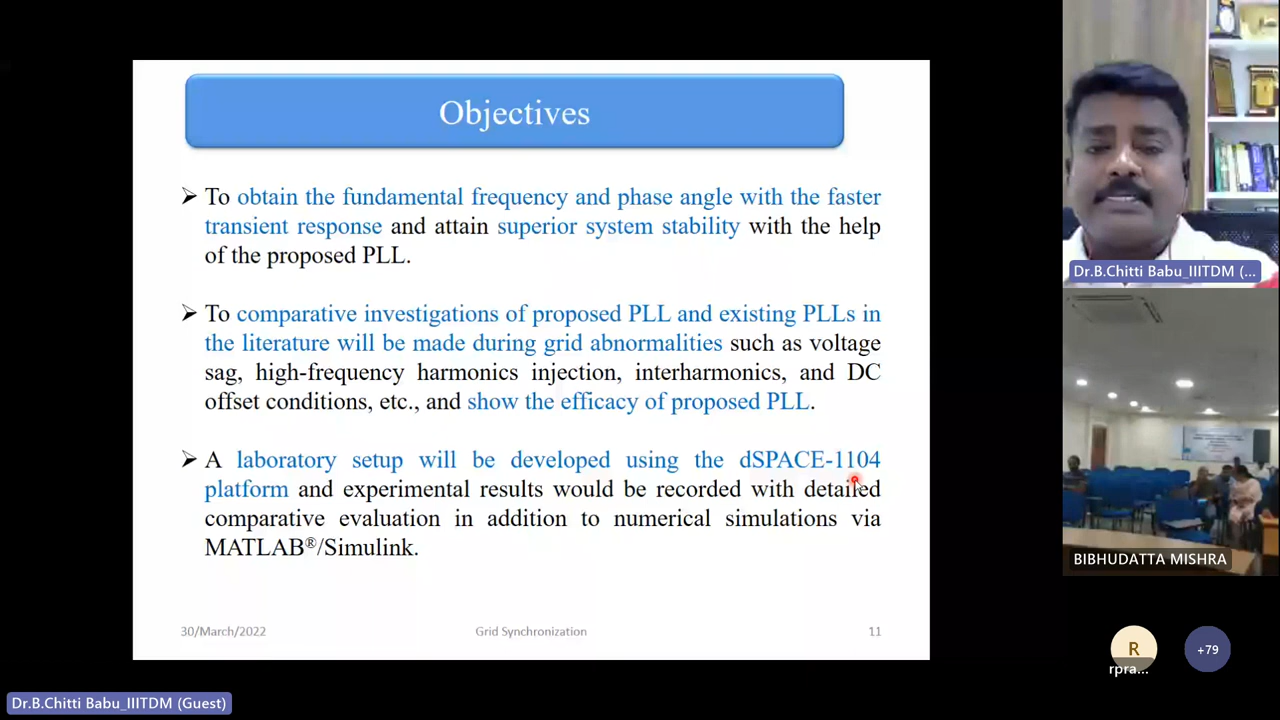 Objectives
➢ To obtain the fundamental frequency and phase angle with the faster
transient response and attain superior system stability with the help
of the proposed PLL.
➢ To comparative investigations of proposed PLL and existing PLLs in
the literature will be made during grid abnormalities such as voltage
sag, high-frequency harmonics injection, interharmonics, and DC
offset conditions, etc., and show the efficacy of proposed PLL.
➢ A laboratory setup will be developed using the dSPACE-1104
platform and experimental results would be recorded with detailed
comparative evaluation in addition to numerical simulations via
MATLAB®/Simulink.
30/March/2022
Grid Synchronization
11
Dr.B.Chitti Babu_IIITDM (...
BIBHUDATTA MISHRA
R
rpra...
+79
Dr.B.Chitti Babu_IIITDM (Guest)